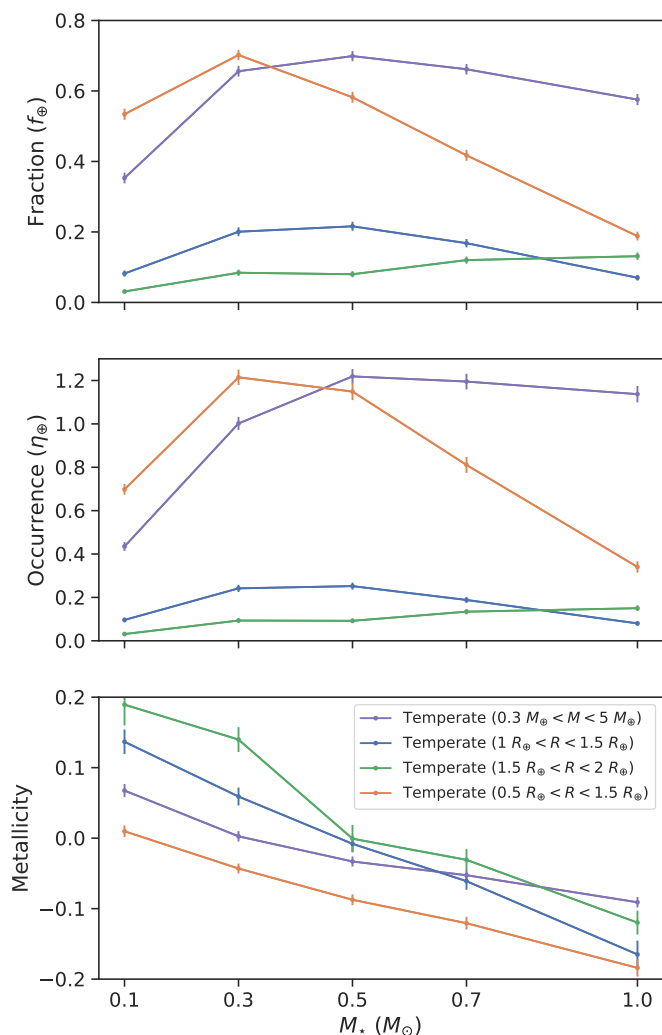 0.8
0.6
0.4
0.2
0.0
Fraction (f⊕)
1.2
1.0
0.8
0.6
0.4
0.2
0.0
Occurrence (η⊕)
0.2
0.1
0.0
−0.1
−0.2
Metallicity
Temperate (0.3 M⊕ < M < 5 M⊕)
Temperate (1 R⊕ < R < 1.5 R⊕)
Temperate (1.5 R⊕ < R < 2 R⊕)
Temperate (0.5 R⊕ < R < 1.5 R⊕)
0.1 0.3 0.5 0.7 1.0
M⋆ (M⊙)